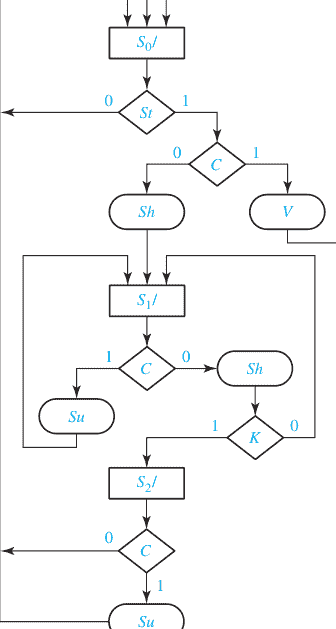 S₀/
0 St 1
0 C 1
Sh V
S₁/
1 C 0 Sh
Su
1 K 0
S₂/
0 C
1
Su